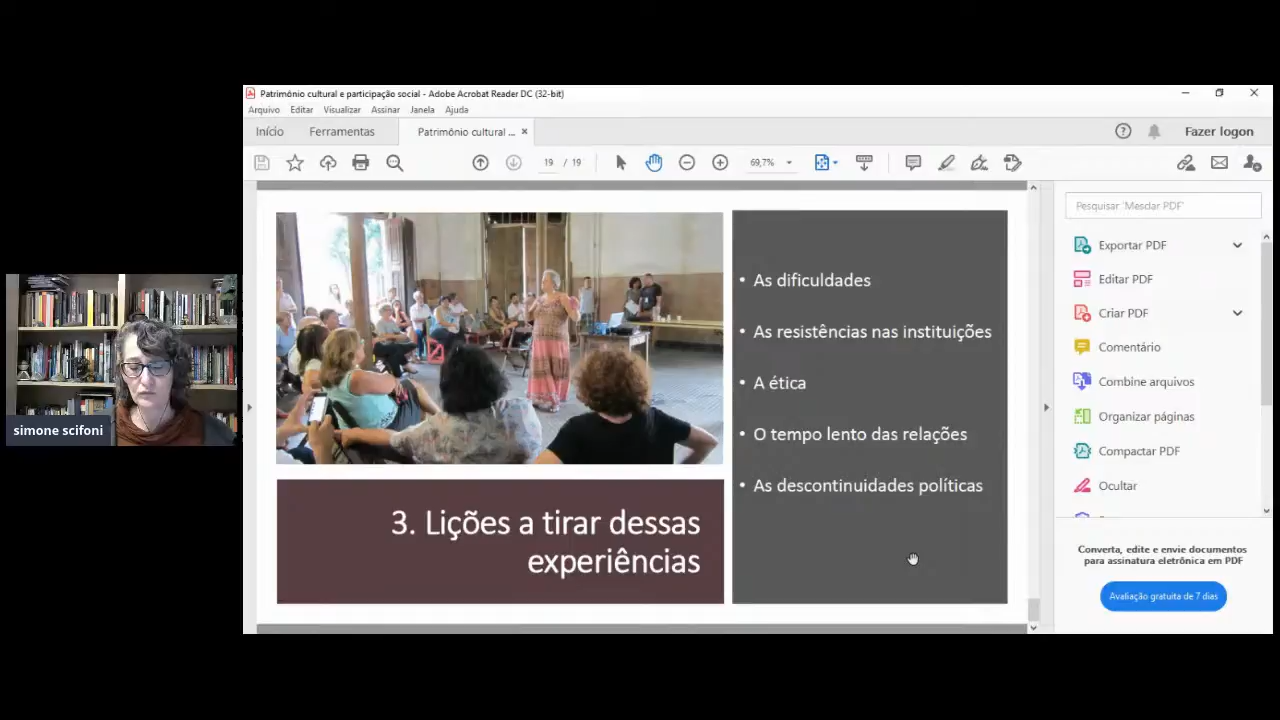 Patrimônio cultural e participação social - Adobe Acrobat Reader DC (32-bit)
Arquivo Editar Visualizar Assinar Janela Ajuda
Início Ferramentas Patrimônio cultural ... × Fazer logon
19 / 19 69,7%
Pesquisar 'Mesclar PDF'
Exportar PDF
Editar PDF
Criar PDF
Comentário
Combine arquivos
Organizar páginas
Compactar PDF
Ocultar
Converta, edite e envie documentos
para assinatura eletrônica em PDF
Avaliação gratuita de 7 dias
• As dificuldades
• As resistências nas instituições
• A ética
• O tempo lento das relações
• As descontinuidades políticas
3. Lições a tirar dessas
experiências
simone scifoni